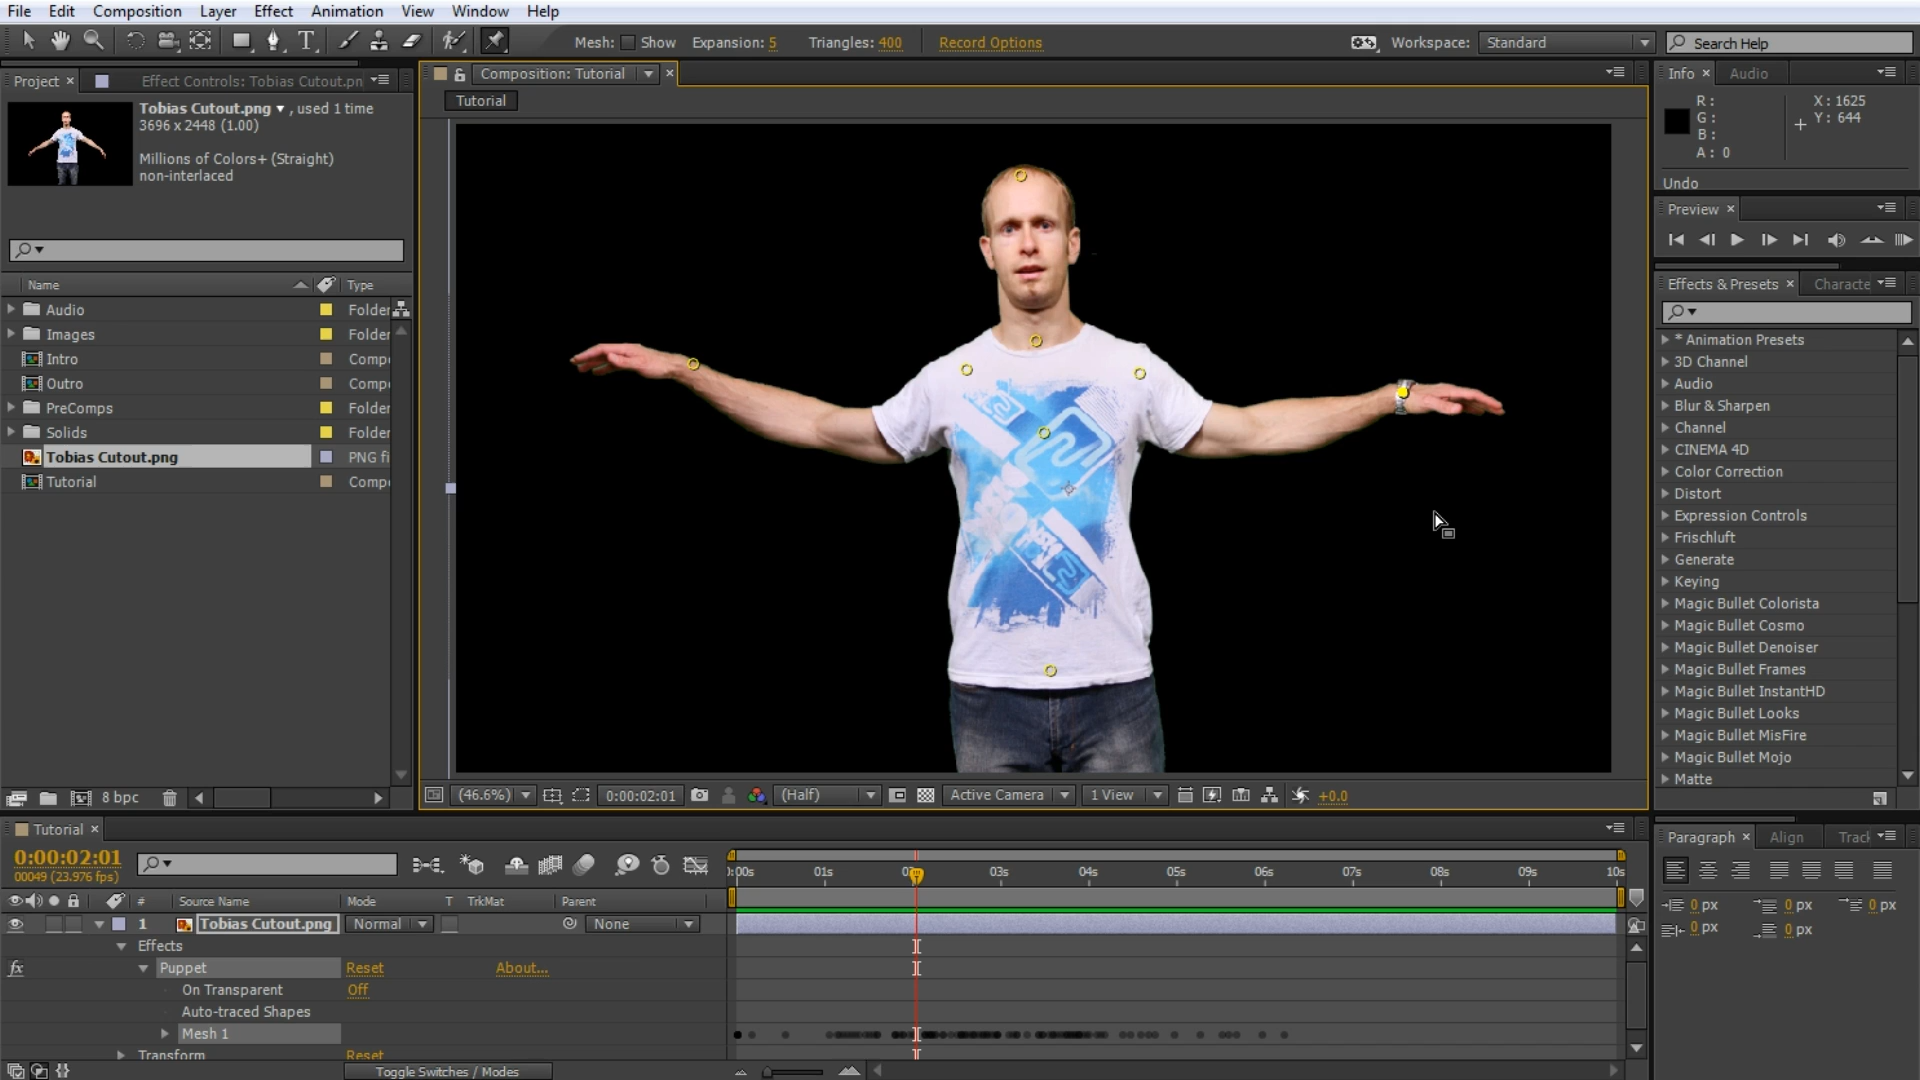 File Edit Composition Layer Effect Animation View Window Help
Mesh: Show Expansion: 5 Triangles: 400 Record Options Workspace: Standard Search Help
Project Effect Controls: Tobias Cutout.pn
Tobias Cutout.png , used 1 time
3696 x 2448 (1.00)
Millions of Colors+ (Straight)
non-interlaced
Name Type
Audio Folder
Images Folder
Intro Comp
Outro Comp
PreComps Folder
Solids Folder
Tobias Cutout.png PNG fi
Tutorial Comp
8 bpc
Composition: Tutorial
Tutorial
(46.6%) 0:00:02:01 (Half) Active Camera 1 View +0.0
Info Audio
R: X: 1625
G: Y: 644
B:
A: 0
Undo
Preview
Effects & Presets Characte
* Animation Presets
3D Channel
Audio
Blur & Sharpen
Channel
CINEMA 4D
Color Correction
Distort
Expression Controls
Frischluft
Generate
Keying
Magic Bullet Colorista
Magic Bullet Cosmo
Magic Bullet Denoiser
Magic Bullet Frames
Magic Bullet InstantHD
Magic Bullet Looks
Magic Bullet MisFire
Magic Bullet Mojo
Matte
Tutorial
0:00:02:01
00049 (23.976 fps)
:00s 01s 03s 04s 05s 06s 07s 08s 09s 10s
# Source Name Mode T TrkMat Parent
1 Tobias Cutout.png Normal None
Effects
fx Puppet Reset About...
On Transparent Off
Auto-traced Shapes
Mesh 1
Transform Reset
Toggle Switches / Modes
Paragraph Align Track
0 px 0 px 0 px
0 px 0 px